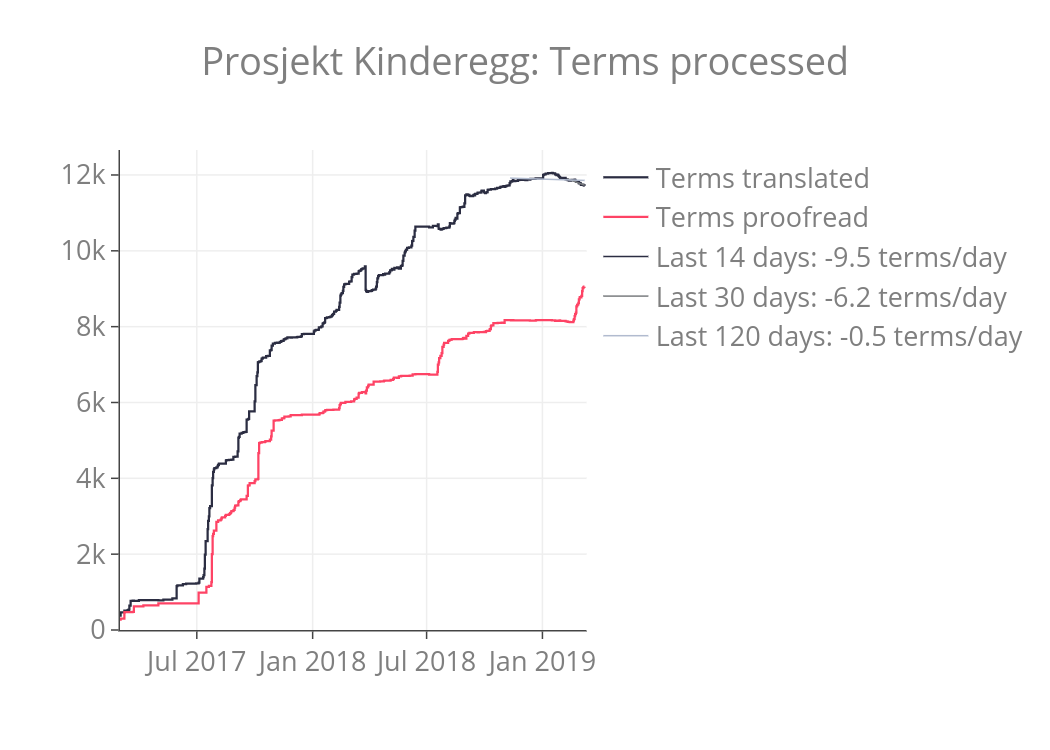 Prosjekt Kinderegg: Terms processed
12k
10k
8k
6k
4k
2k
0
Jul 2017
Jan 2018
Jul 2018
Jan 2019
Terms translated
Terms proofread
Last 14 days: -9.5 terms/day
Last 30 days: -6.2 terms/day
Last 120 days: -0.5 terms/day